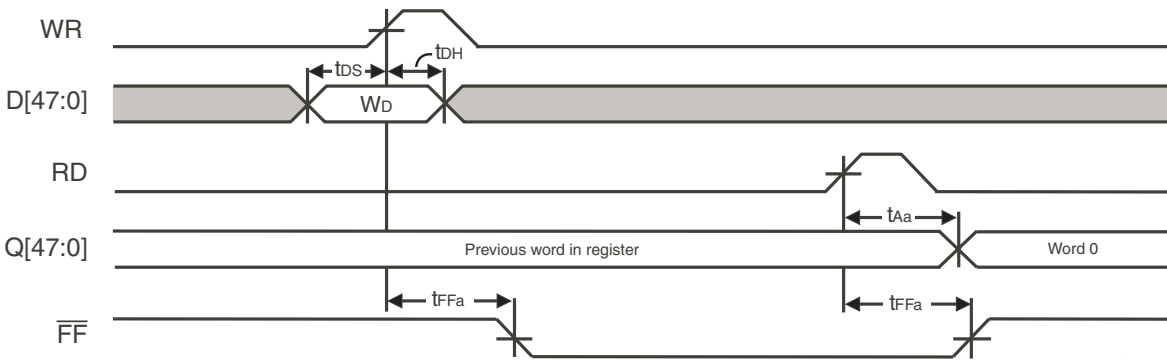 WR
tDH
tDS
D[47:0]
WD
RD
tAa
Q[47:0]
Previous word in register
Word 0
tFFa
tFFa
FF